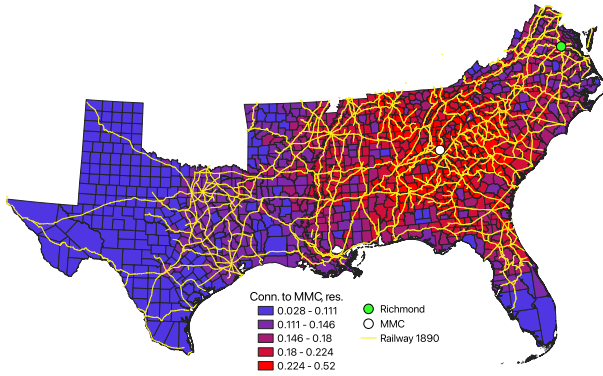 Conn. to MMC, res.
0.028 - 0.111
0.111 - 0.146
0.146 - 0.18
0.18 - 0.224
0.224 - 0.52
Richmond
MMC
Railway 1890